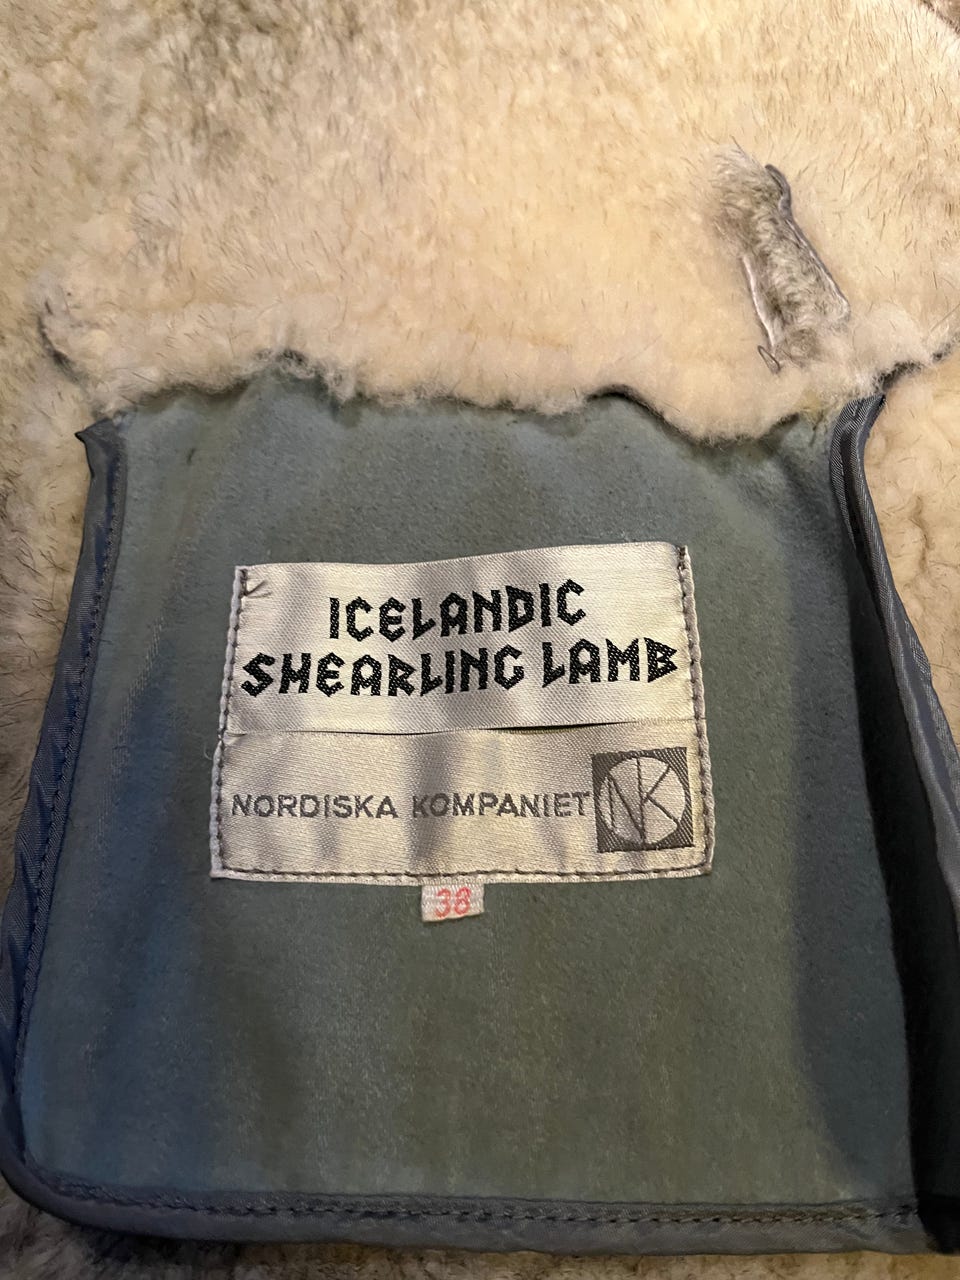 ICELANDIC
SHEARLING LAMB
NORDISKA KOMPANIET NK
38